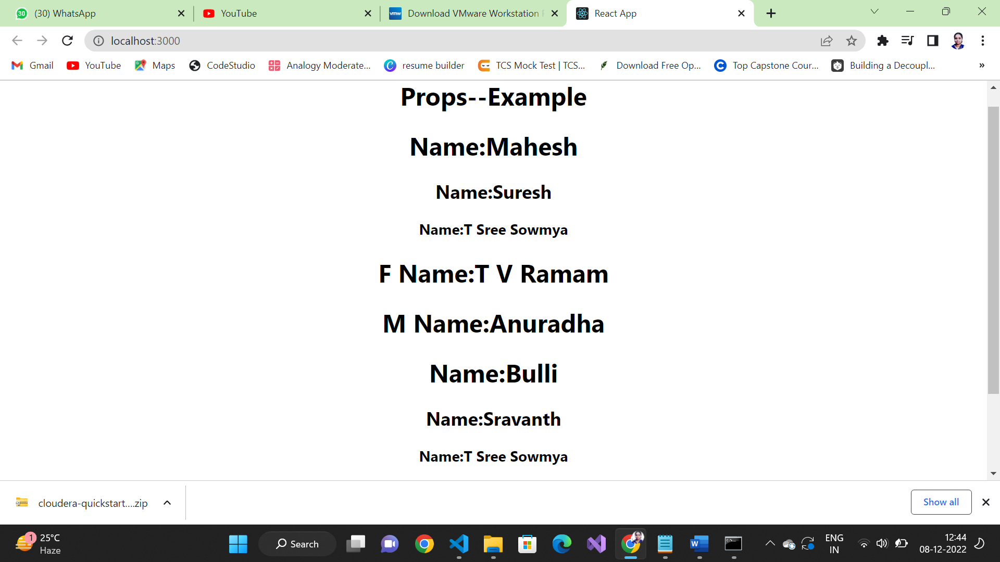 (30) WhatsApp
YouTube
Download VMware Workstation
React App
localhost:3000
Gmail
YouTube
Maps
CodeStudio
Analogy Moderate...
resume builder
TCS Mock Test | TCS...
Download Free Op...
Top Capstone Cour...
Building a Decoupl...
»
Props--Example
Name:Mahesh
Name:Suresh
Name:T Sree Sowmya
F Name:T V Ramam
M Name:Anuradha
Name:Bulli
Name:Sravanth
Name:T Sree Sowmya
cloudera-quickstart....zip
Show all
1
25°C
Haze
Search
ENG
IN
12:44
08-12-2022